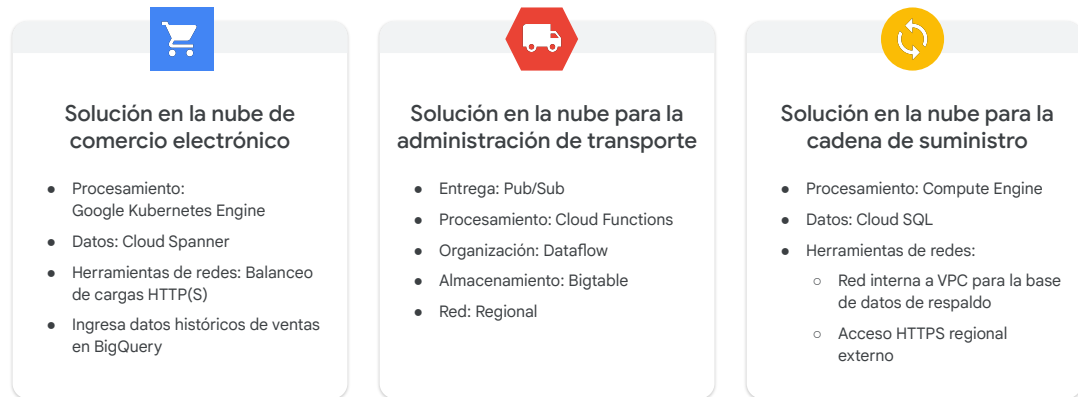 Solución en la nube de
comercio electrónico
● Procesamiento:
Google Kubernetes Engine
● Datos: Cloud Spanner
● Herramientas de redes: Balanceo
de cargas HTTP(S)
● Ingresa datos históricos de ventas
en BigQuery
Solución en la nube para la
administración de transporte
● Entrega: Pub/Sub
● Procesamiento: Cloud Functions
● Organización: Dataflow
● Almacenamiento: Bigtable
● Red: Regional
Solución en la nube para la
cadena de suministro
● Procesamiento: Compute Engine
● Datos: Cloud SQL
● Herramientas de redes:
○ Red interna a VPC para la base
de datos de respaldo
○ Acceso HTTPS regional
externo